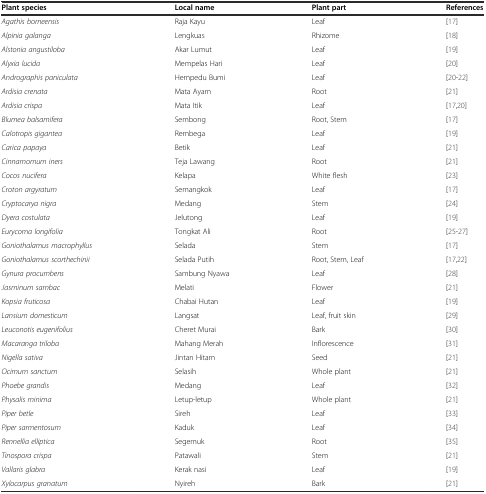 Plant species Local name Plant part References
Agathis borneensis Raja Kayu Leaf [17]
Alpinia galanga Lengkuas Rhizome [18]
Alstonia angustiloba Akar Lumut Leaf [19]
Alyxia lucida Mempelas Hari Leaf [20]
Andrographis paniculata Hempedu Bumi Leaf [20-22]
Ardisia crenata Mata Ayam Root [21]
Ardisia crispa Mata Itik Leaf [17,20]
Blumea balsamifera Sembong Root, Stem [17]
Calotropis gigantea Rembega Leaf [19]
Carica papaya Betik Leaf [21]
Cinnamomum iners Teja Lawang Root [21]
Cocos nucifera Kelapa White flesh [23]
Croton argyratum Semangkok Leaf [17]
Cryptocarya nigra Medang Stem [24]
Dyera costulata Jelutong Leaf [19]
Eurycoma longifolia Tongkat Ali Root [25-27]
Goniothalamus macrophyllus Selada Stem [17]
Goniothalamus scorthechinii Selada Putih Root, Stem, Leaf [17,22]
Gynura procumbens Sambung Nyawa Leaf [28]
Jasminum sambac Melati Flower [21]
Kopsia fruticosa Chabai Hutan Leaf [19]
Lansium domesticum Langsat Leaf, fruit skin [29]
Leuconotis eugenifolius Cheret Murai Bark [30]
Macaranga triloba Mahang Merah Inflorescence [31]
Nigella sativa Jintan Hitam Seed [21]
Ocimum sanctum Selasih Whole plant [21]
Phoebe grandis Medang Leaf [32]
Physalis minima Letup-letup Whole plant [21]
Piper betle Sireh Leaf [33]
Piper sarmentosum Kaduk Leaf [34]
Rennellia elliptica Segemuk Root [35]
Tinospora crispa Patawali Stem [21]
Vallaris glabra Kerak nasi Leaf [19]
Xylocarpus granatum Nyireh Bark [21]